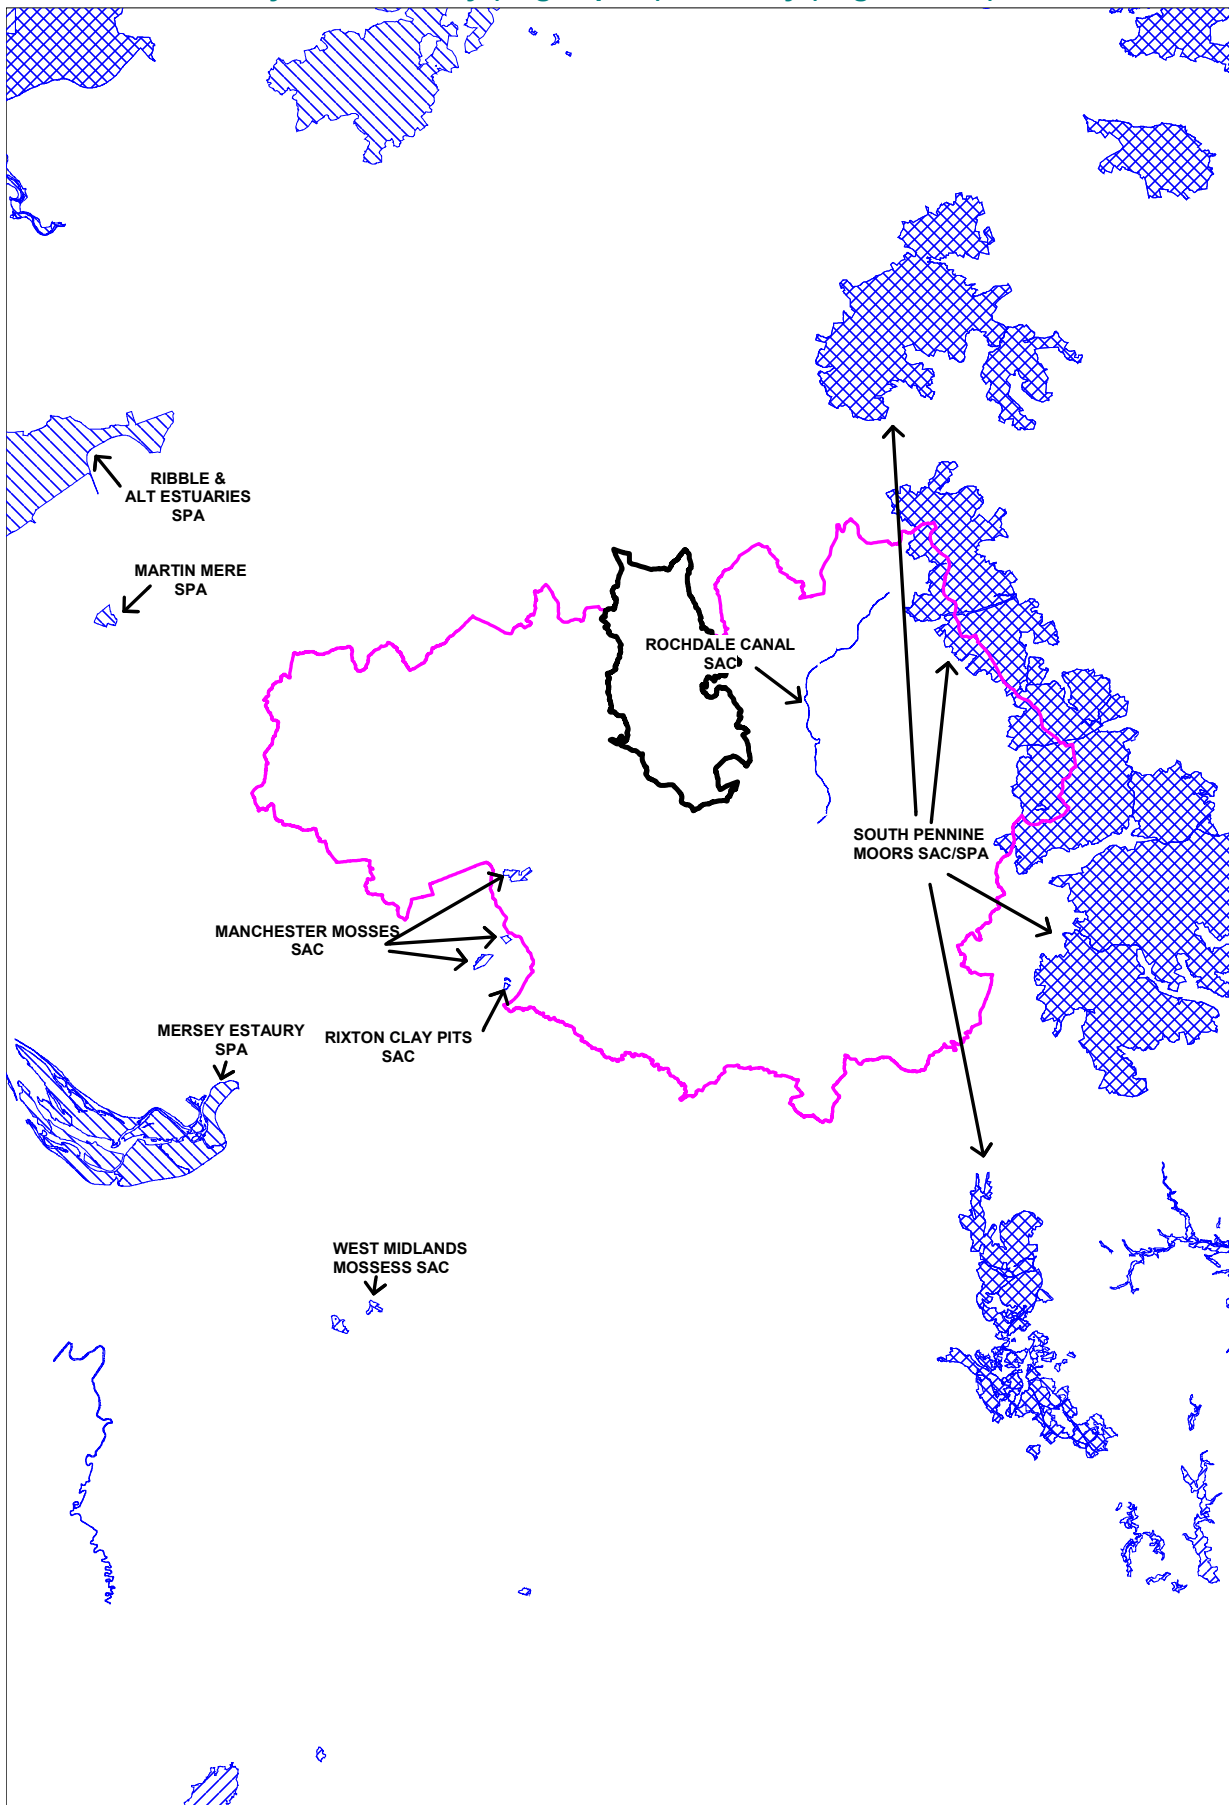 RIBBLE &
ALT ESTUARIES
SPA
MARTIN MERE
SPA
ROCHDALE CANAL
SAC
SOUTH PENNINE
MOORS SAC/SPA
MANCHESTER MOSSES
SAC
MERSEY ESTAURY
SPA
RIXTON CLAY PITS
SAC
WEST MIDLANDS
MOSSESS SAC